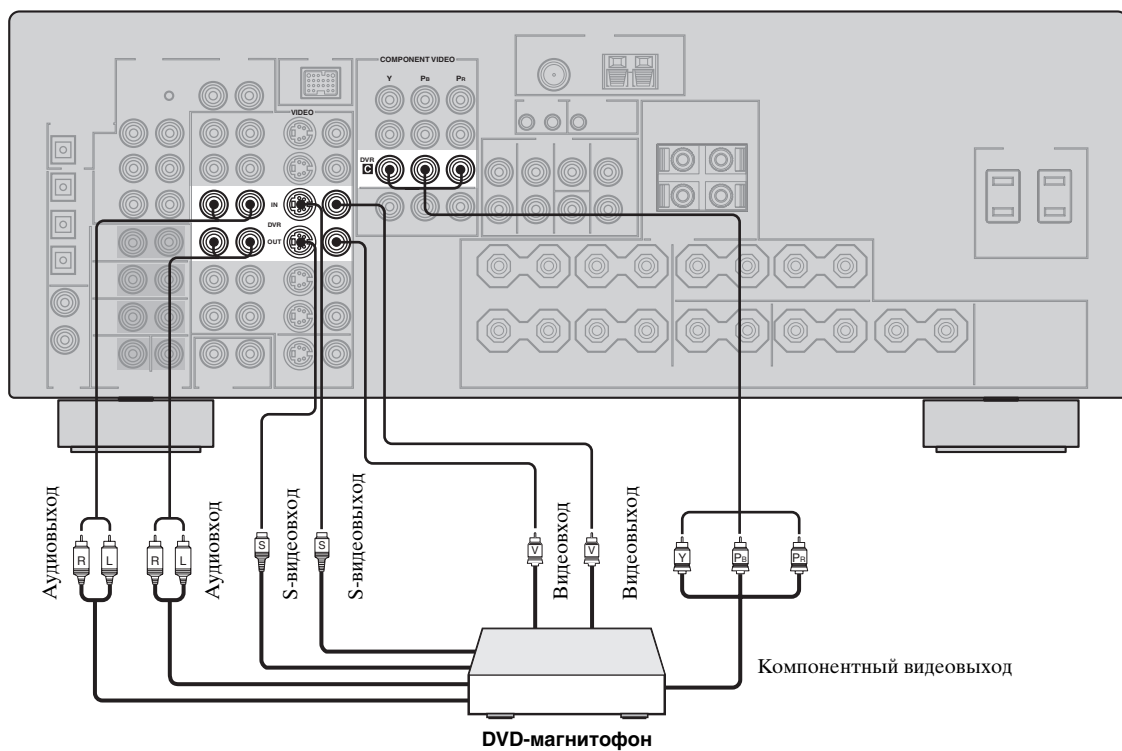 COMPONENT VIDEO
Y PB PR
VIDEO
DVR
C
IN
DVR
OUT
Аудиовыход
R L
Аудиовход
R L
S-видеовход
S
S-видеовыход
S
Видеовход
V
Видеовыход
V
Y PB PR
Компонентный видеовыход
DVD-магнитофон